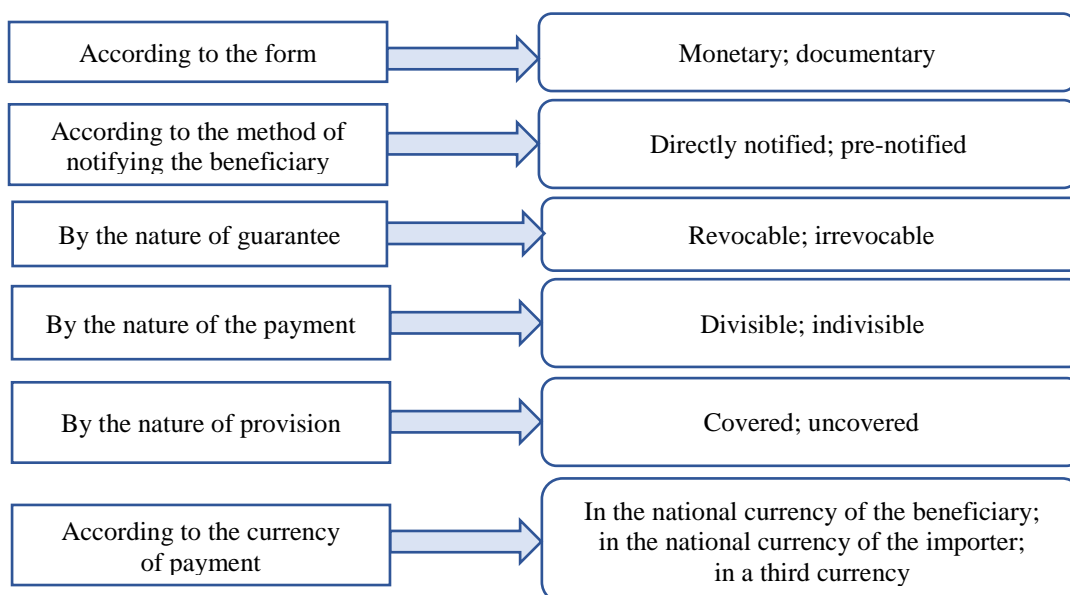 According to the form
Monetary; documentary
According to the method of
notifying the beneficiary
Directly notified; pre-notified
By the nature of guarantee
Revocable; irrevocable
By the nature of the payment
Divisible; indivisible
By the nature of provision
Covered; uncovered
According to the currency
of payment
In the national currency of the beneficiary;
in the national currency of the importer;
in a third currency